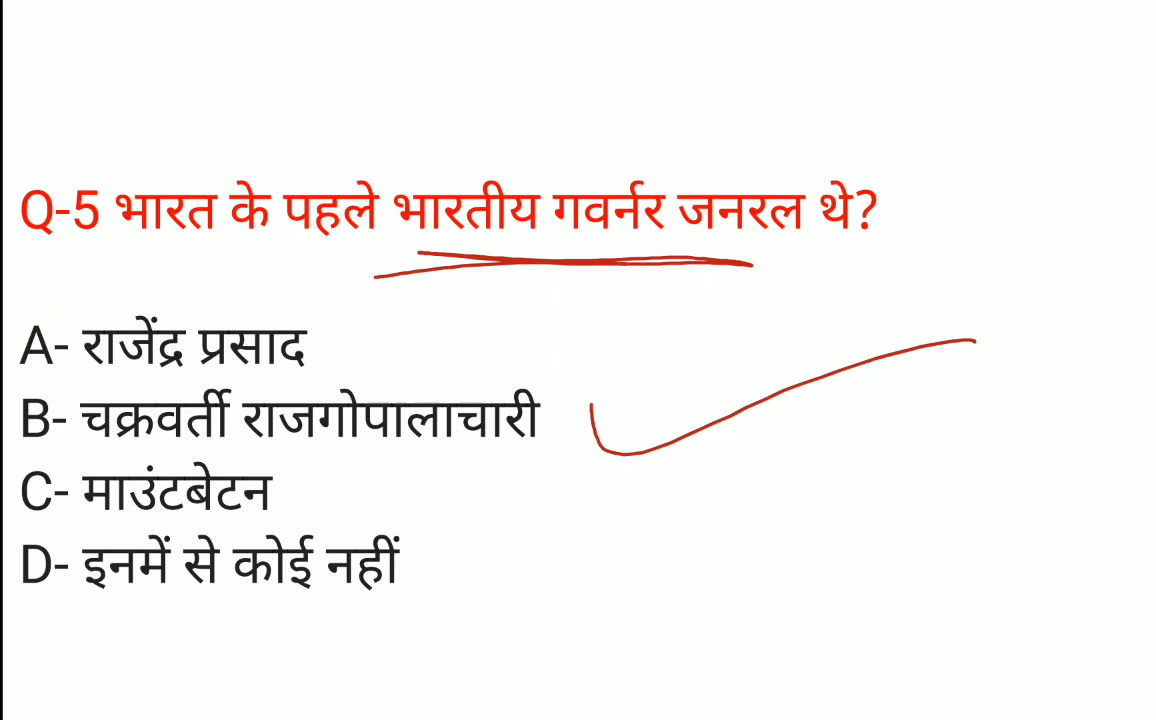 Q-5 भारत के पहले भारतीय गवर्नर जनरल थे?
A- राजेंद्र प्रसाद
B- चक्रवर्ती राजगोपालाचारी
C- माउंटबेटन
D- इनमें से कोई नहीं